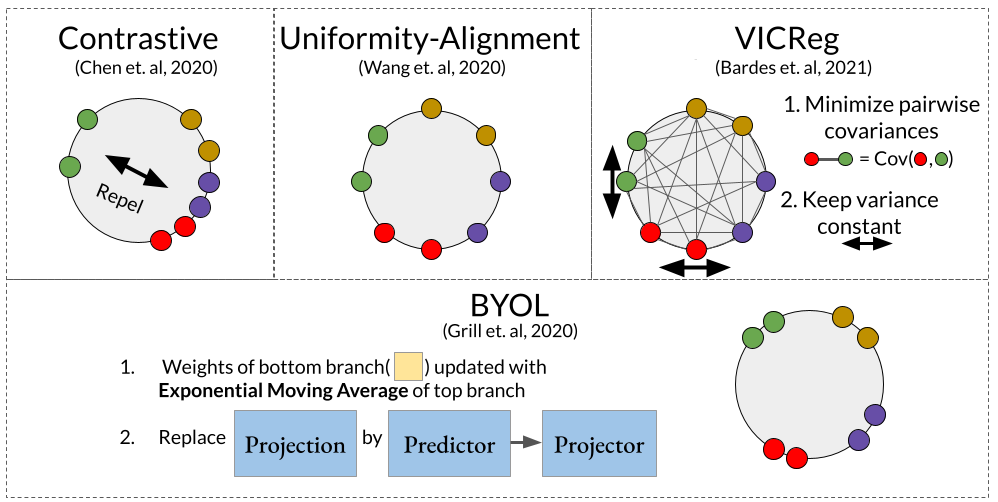 Contrastive
(Chen et. al, 2020)
Repel
Uniformity-Alignment
(Wang et. al, 2020)
VICReg
(Bardes et. al, 2021)
1. Minimize pairwise
covariances
= Cov( , )
2. Keep variance
constant
BYOL
(Grill et. al, 2020)
1. Weights of bottom branch( ) updated with
Exponential Moving Average of top branch
2. Replace Projection by Predictor Projector